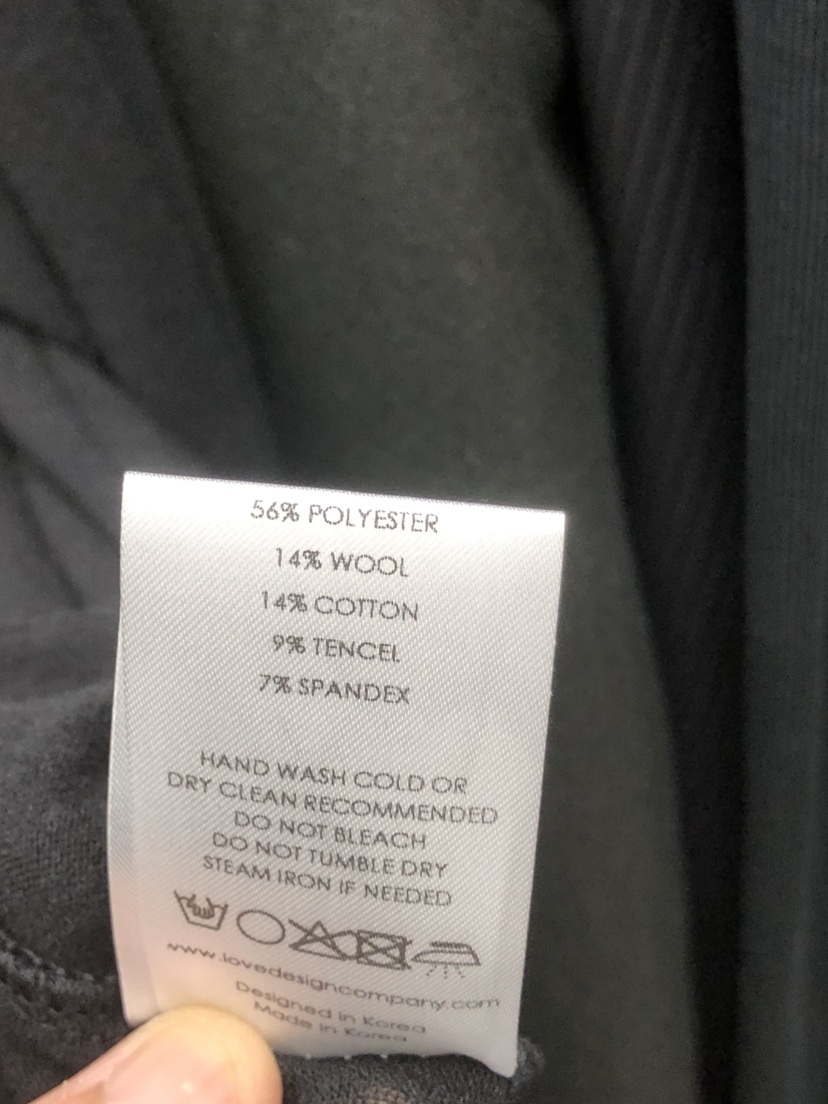 56% POLYESTER
14% WOOL
14% COTTON
9% TENCEL
7% SPANDEX
HAND WASH COLD OR
DRY CLEAN RECOMMENDED
DO NOT BLEACH
DO NOT TUMBLE DRY
STEAM IRON IF NEEDED
www.lovedesigncompany.com
Designed in Korea
Made in Korea